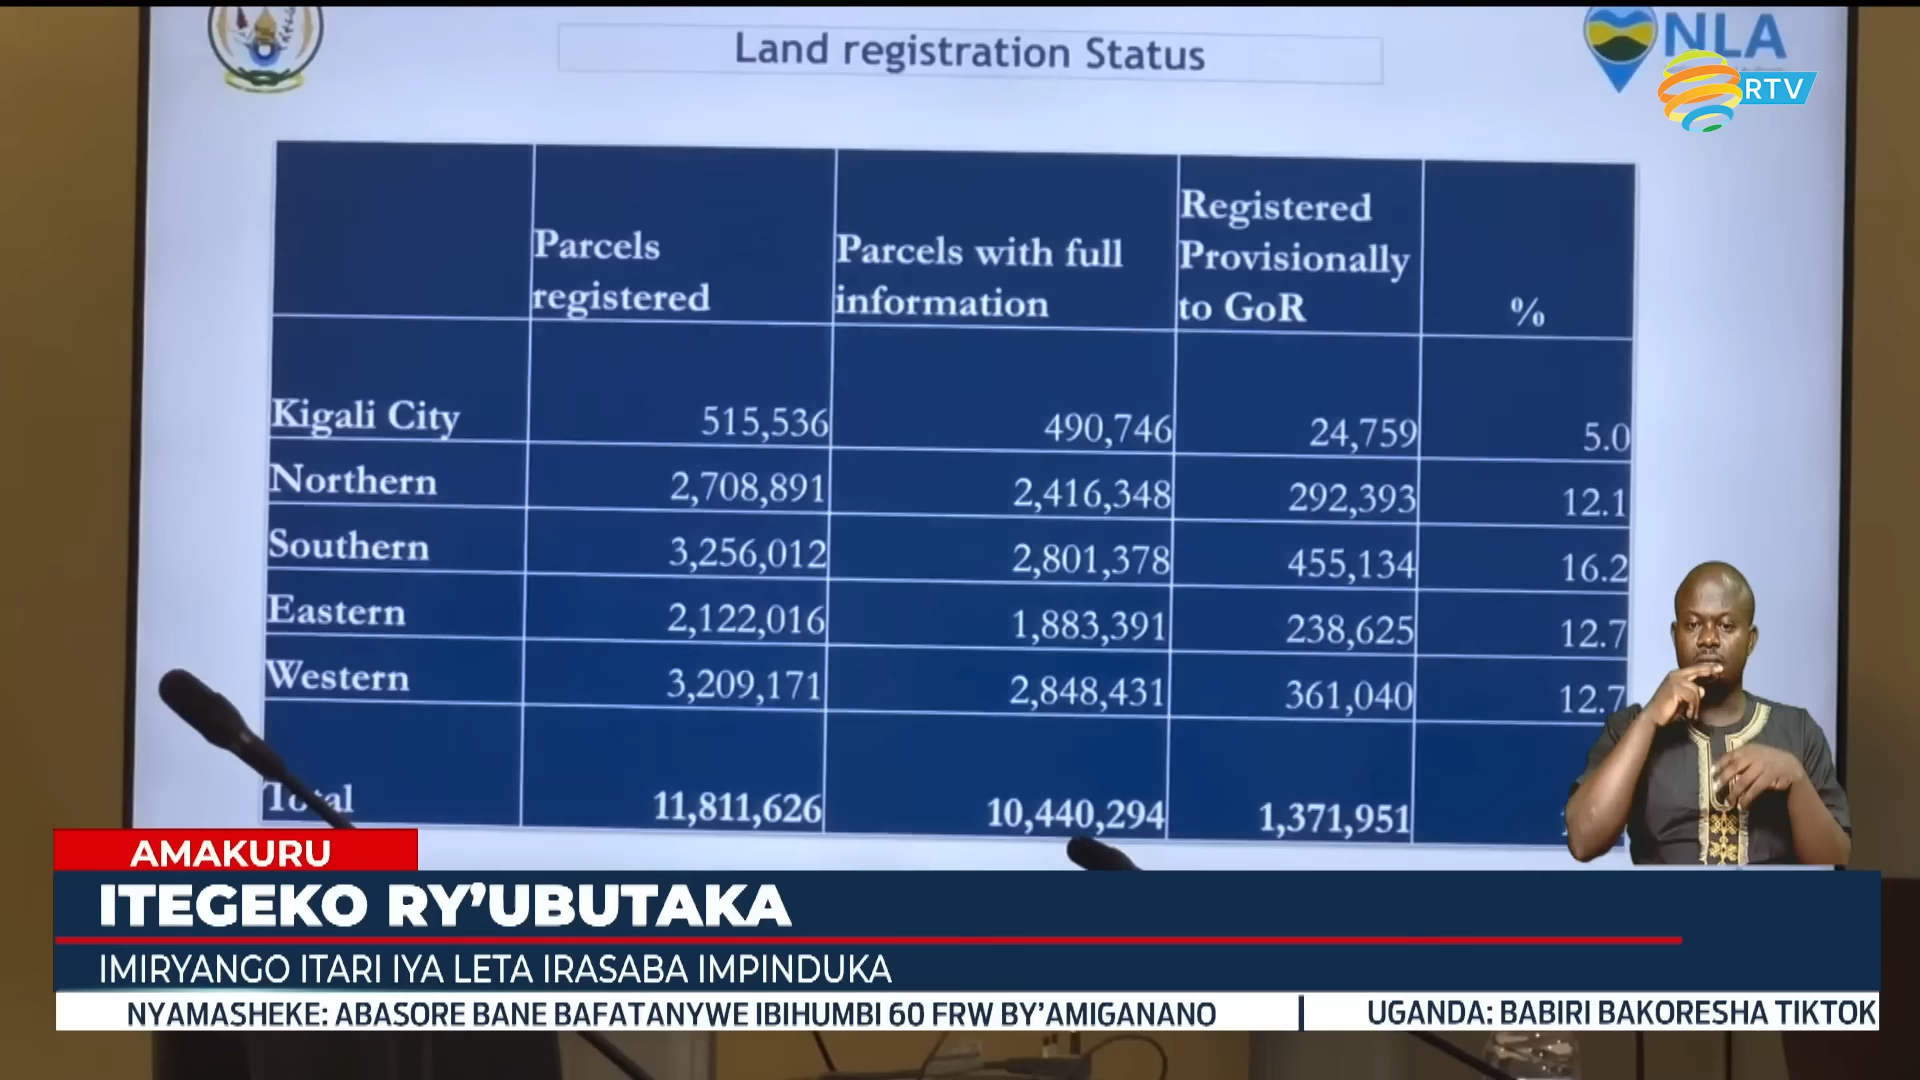 Land registration Status
NLA
RTV
Parcels
registered
Parcels with full
information
Registered
Provisionally
to GoR
%
Kigali City 515,536 490,746 24,759 5.0
Northern 2,708,891 2,416,348 292,393 12.1
Southern 3,256,012 2,801,378 455,134 16.2
Eastern 2,122,016 1,883,391 238,625 12.7
Western 3,209,171 2,848,431 361,040 12.7
Total 11,811,626 10,440,294 1,371,951
AMAKURU
ITEGEKO RY’UBUTAKA
IMIRYANGO ITARI IYA LETA IRASABA IMPINDUKA
NYAMASHEKE: ABASORE BANE BAFATANYWE IBIHUMBI 60 FRW BY’AMIGANANO | UGANDA: BABIRI BAKORESHA TIKTOK